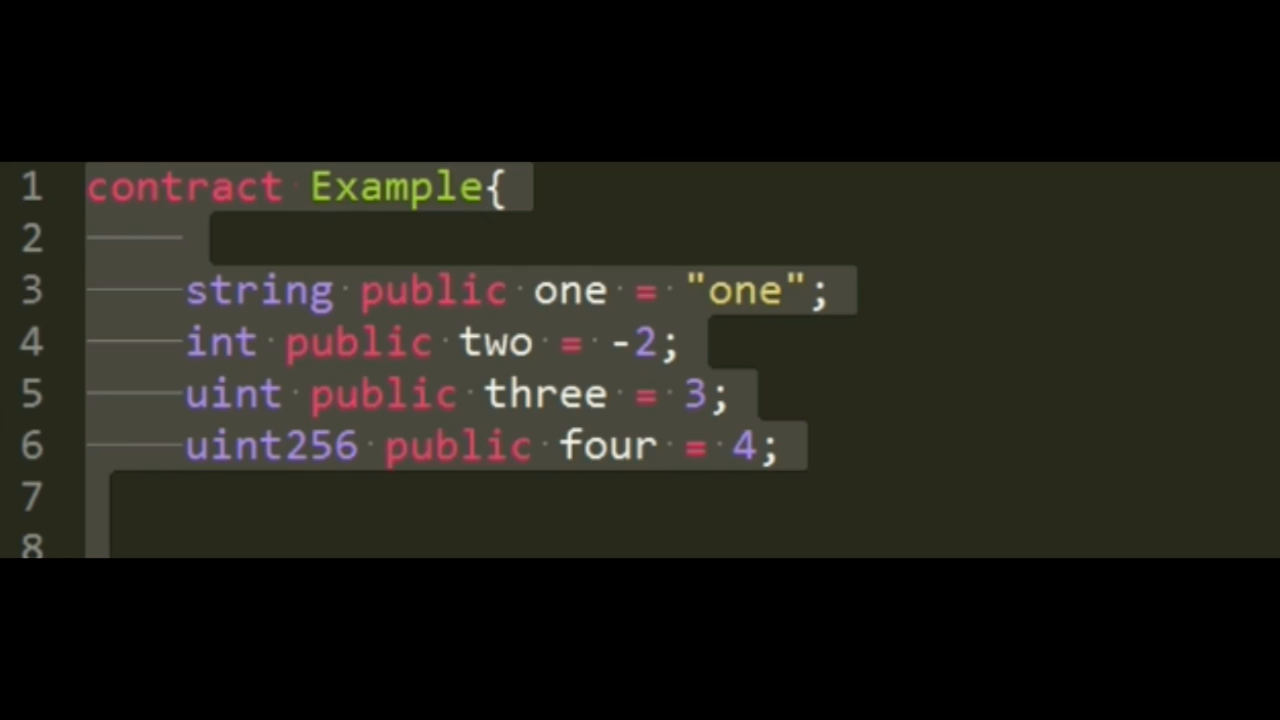 1 contract Example{
2
3 string public one = "one";
4 int public two = -2;
5 uint public three = 3;
6 uint256 public four = 4;
7
8